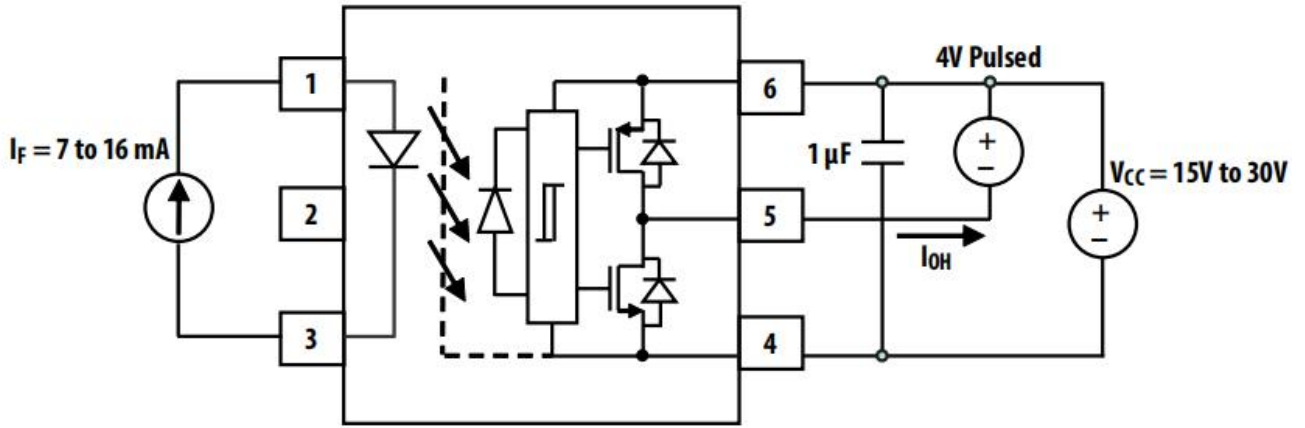 4V Pulsed
1
6
I_F = 7 to 16 mA
1 µF
+
−
V_CC = 15V to 30V
2
5
+
−
I_OH
3
4